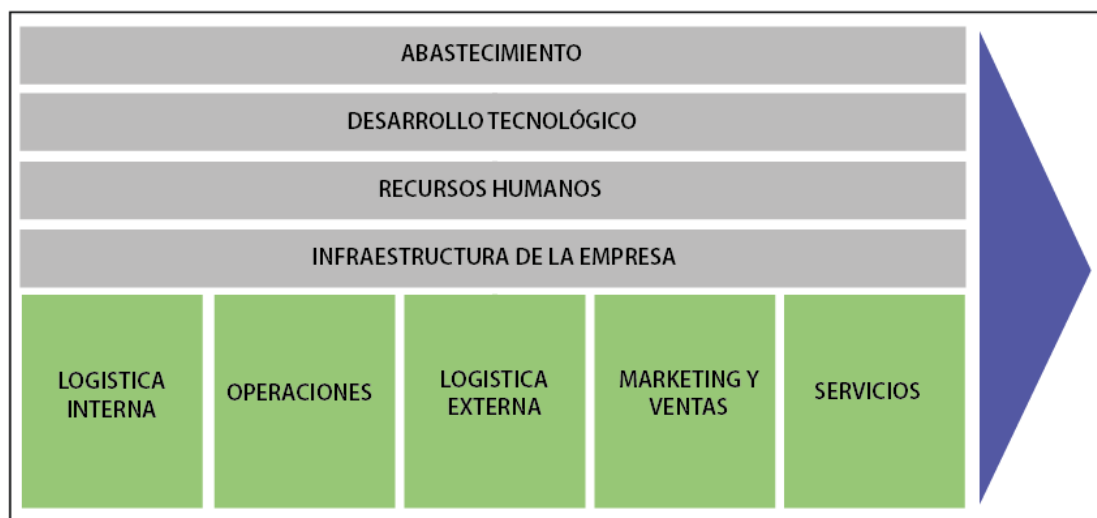 ABASTECIMIENTO
DESARROLLO TECNOLÓGICO
RECURSOS HUMANOS
INFRAESTRUCTURA DE LA EMPRESA
LOGISTICA
INTERNA
OPERACIONES
LOGISTICA
EXTERNA
MARKETING Y
VENTAS
SERVICIOS